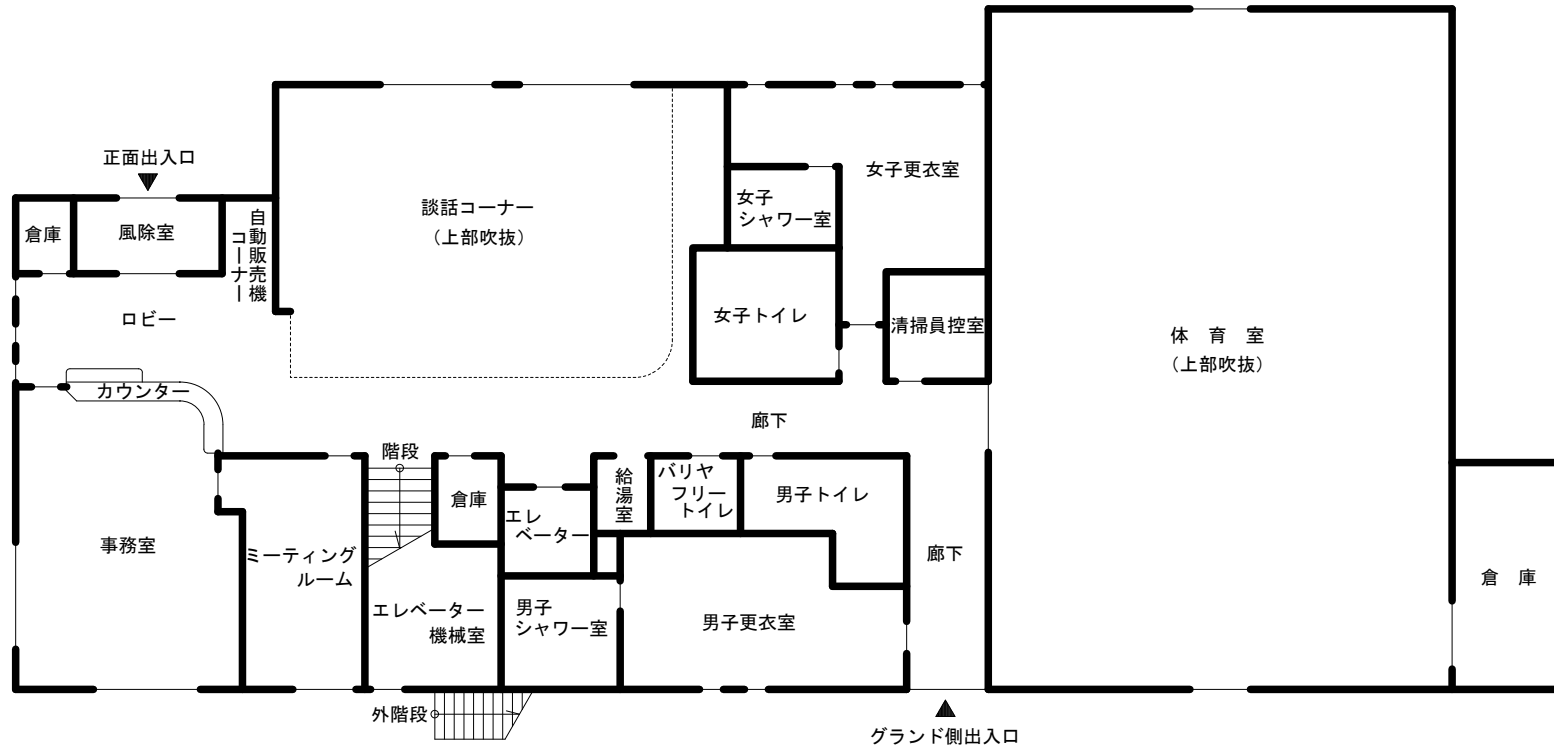 正面出入口
倉庫
風除室
自動販売機
コーナー
談話コーナー
（上部吹抜）
女子更衣室
女子
シャワー室
ロビー
女子トイレ
清掃員控室
体 育 室
（上部吹抜）
カウンター
廊下
階段
倉庫
エレ
ベーター
給湯室
バリヤ
フリー
トイレ
男子トイレ
事務室
ミーティング
ルーム
廊下
倉 庫
エレベーター
機械室
男子
シャワー室
男子更衣室
外階段
グランド側出入口